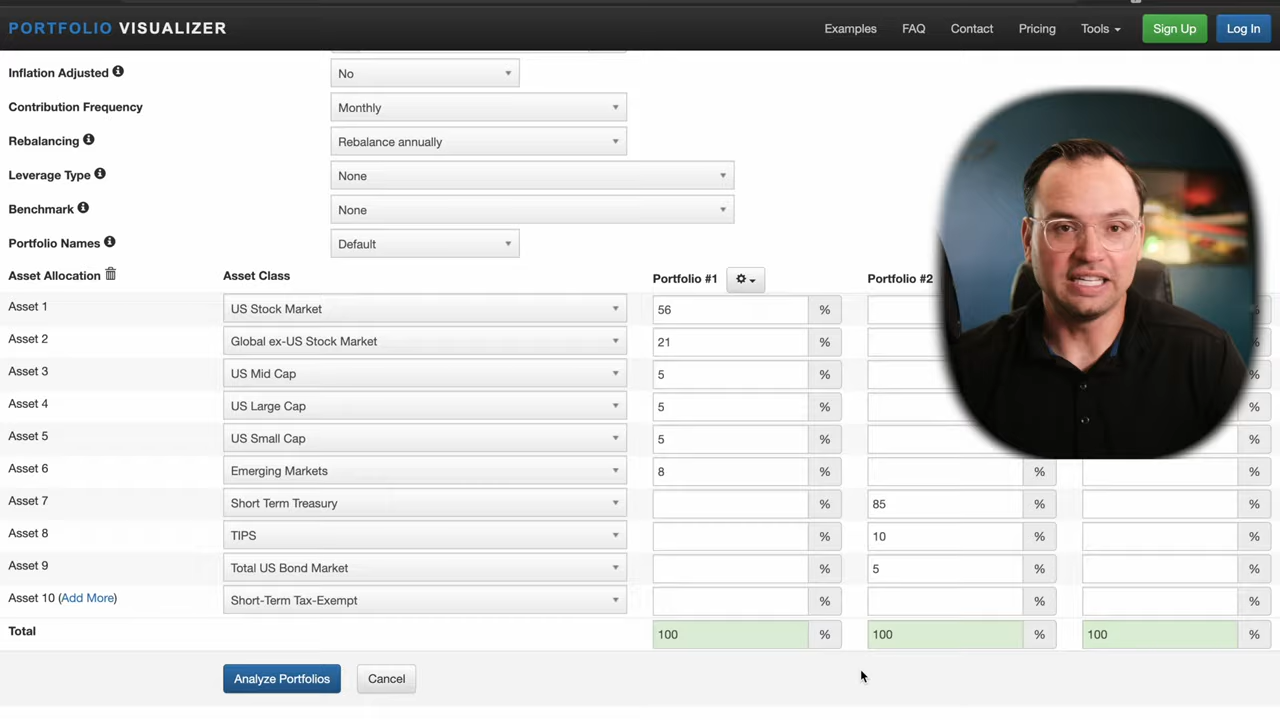 PORTFOLIO VISUALIZER Examples FAQ Contact Pricing Tools Sign Up Log In
Inflation Adjusted No
Contribution Frequency Monthly
Rebalancing Rebalance annually
Leverage Type None
Benchmark None
Portfolio Names Default
Asset Allocation Asset Class Portfolio #1 Portfolio #2
Asset 1 US Stock Market 56 % %
Asset 2 Global ex-US Stock Market 21 % %
Asset 3 US Mid Cap 5 % %
Asset 4 US Large Cap 5 % %
Asset 5 US Small Cap 5 % %
Asset 6 Emerging Markets 8 % % %
Asset 7 Short Term Treasury % 85 % %
Asset 8 TIPS % 10 % %
Asset 9 Total US Bond Market % 5 % %
Asset 10 (Add More) Short-Term Tax-Exempt % % %
Total 100 % 100 % 100 %
Analyze Portfolios Cancel